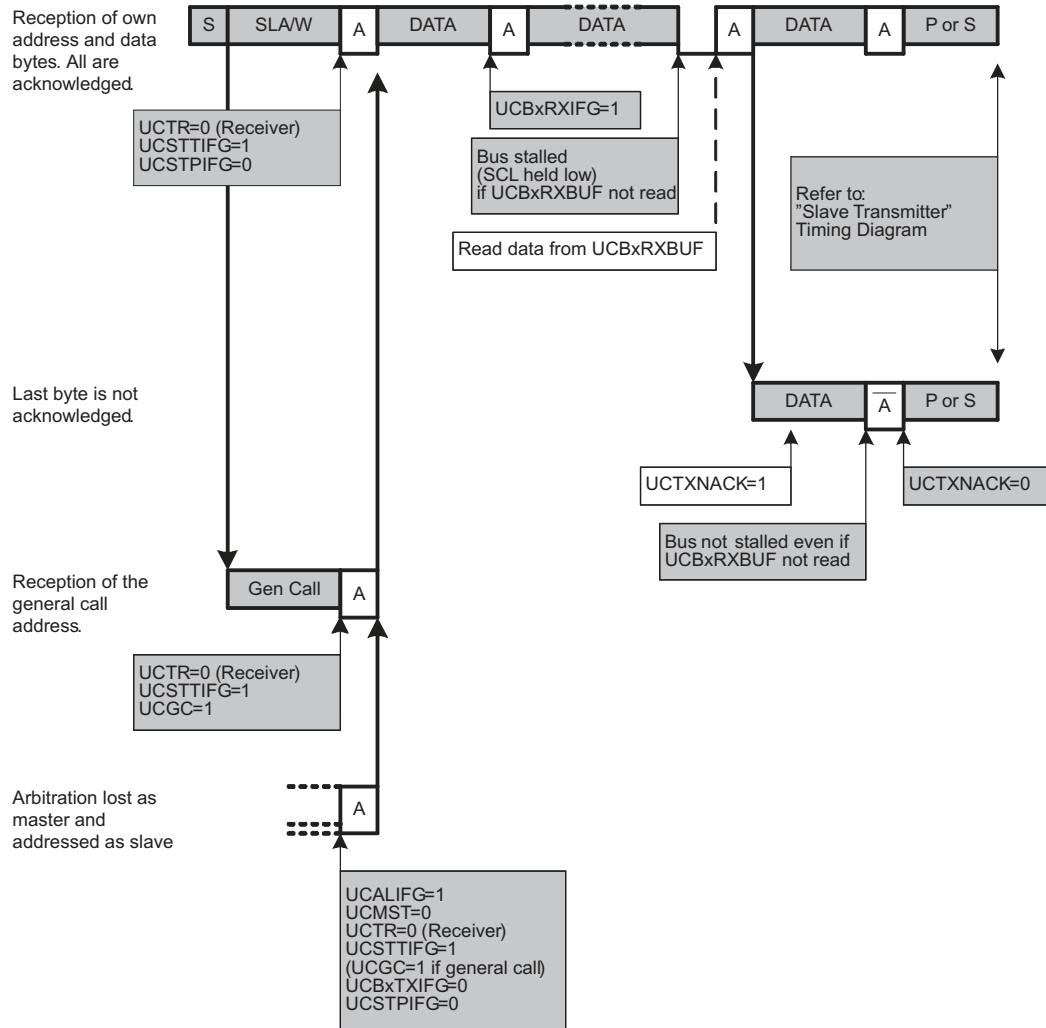 Reception of own
address and data
bytes. All are
acknowledged.
S SLA/W A DATA A DATA A DATA A P or S
UCTR=0 (Receiver)
UCSTTIFG=1
UCSTPIFG=0
UCBxRXIFG=1
Bus stalled
(SCL held low)
if UCBxRXBUF not read
Read data from UCBxRXBUF
Refer to:
"Slave Transmitter"
Timing Diagram
Last byte is not
acknowledged.
DATA A P or S
UCTXNACK=1
UCTXNACK=0
Bus not stalled even if
UCBxRXBUF not read
Reception of the
general call
address.
Gen Call A
UCTR=0 (Receiver)
UCSTTIFG=1
UCGC=1
Arbitration lost as
master and
addressed as slave
A
UCALIFG=1
UCMST=0
UCTR=0 (Receiver)
UCSTTIFG=1
(UCGC=1 if general call)
UCBxTXIFG=0
UCSTPIFG=0